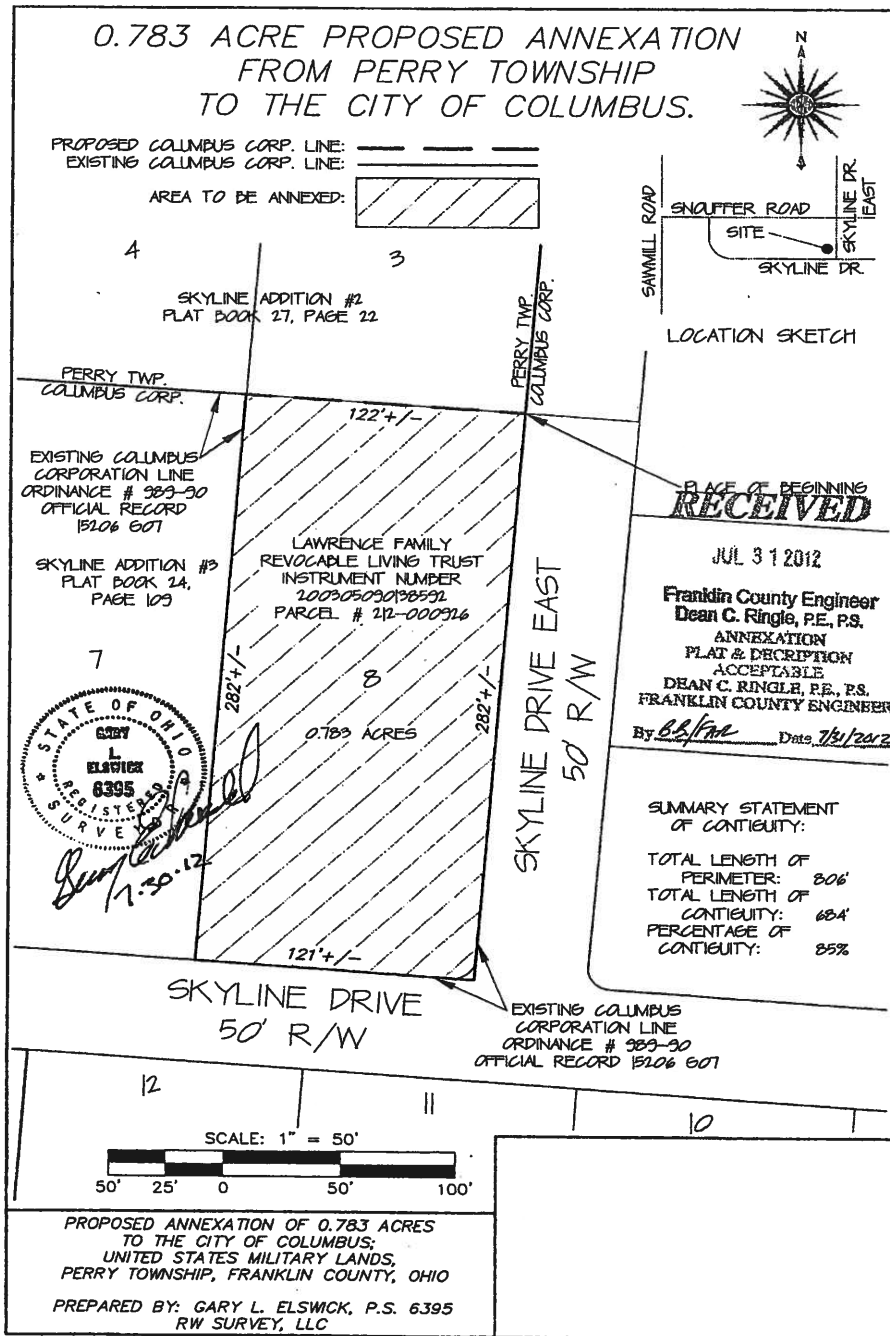 0.783 ACRE PROPOSED ANNEXATION
FROM PERRY TOWNSHIP
TO THE CITY OF COLUMBUS.
N
PROPOSED COLUMBUS CORP. LINE:
EXISTING COLUMBUS CORP. LINE:
AREA TO BE ANNEXED:
SAWMILL ROAD
SNOUFFER ROAD
SITE
SKYLINE DR.
EAST
SKYLINE DR.
LOCATION SKETCH
4
3
SKYLINE ADDITION #2
PLAT BOOK 27, PAGE 22
PERRY TWP.
COLUMBUS CORP.
PERRY TWP.
COLUMBUS CORP.
122'+/-
EXISTING COLUMBUS
CORPORATION LINE
ORDINANCE # 989-90
OFFICIAL RECORD
15206 G07
SKYLINE ADDITION #3
PLAT BOOK 24,
PAGE 109
7
PLACE OF BEGINNING
RECEIVED
JUL 31 2012
Franklin County Engineer
Dean C. Ringle, P.E., P.S.
ANNEXATION
PLAT & DECRIPTION
ACCEPTABLE
DEAN C. RINGLE, P.E., P.S.
FRANKLIN COUNTY ENGINEER
By Date 7/31/2012
LAWRENCE FAMILY
REVOCABLE LIVING TRUST
INSTRUMENT NUMBER
200305090138592
PARCEL # 212-000926
8
0.783 ACRES
282'+/-
282'+/-
SKYLINE DRIVE EAST
50' R/W
STATE OF OHIO
GARY
L.
ELSWICK
6395
REGISTERED
SURVEYOR
7-30-12
SUMMARY STATEMENT
OF CONTIGUITY:
TOTAL LENGTH OF
PERIMETER: 806'
TOTAL LENGTH OF
CONTIGUITY: 684'
PERCENTAGE OF
CONTIGUITY: 85%
121'+/-
SKYLINE DRIVE
50' R/W
EXISTING COLUMBUS
CORPORATION LINE
ORDINANCE # 989-90
OFFICIAL RECORD 15206 G07
12
11
10
SCALE: 1" = 50'
50' 25' 0 50' 100'
PROPOSED ANNEXATION OF 0.783 ACRES
TO THE CITY OF COLUMBUS;
UNITED STATES MILITARY LANDS,
PERRY TOWNSHIP, FRANKLIN COUNTY, OHIO
PREPARED BY: GARY L. ELSWICK, P.S. 6395
RW SURVEY, LLC